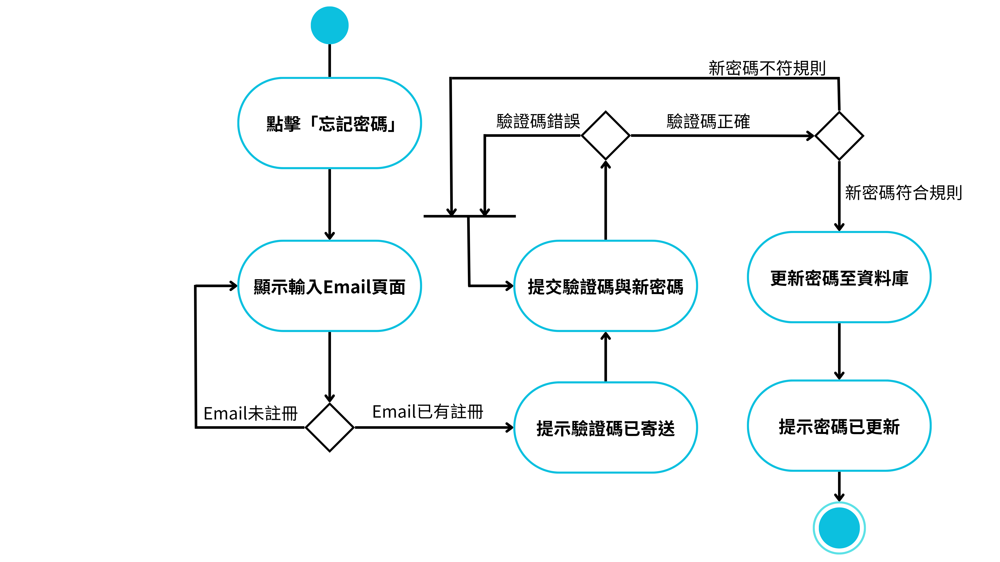 新密碼不符規則
點擊「忘記密碼」
驗證碼錯誤
驗證碼正確
新密碼符合規則
顯示輸入Email頁面
提交驗證碼與新密碼
更新密碼至資料庫
Email未註冊
Email已有註冊
提示驗證碼已寄送
提示密碼已更新